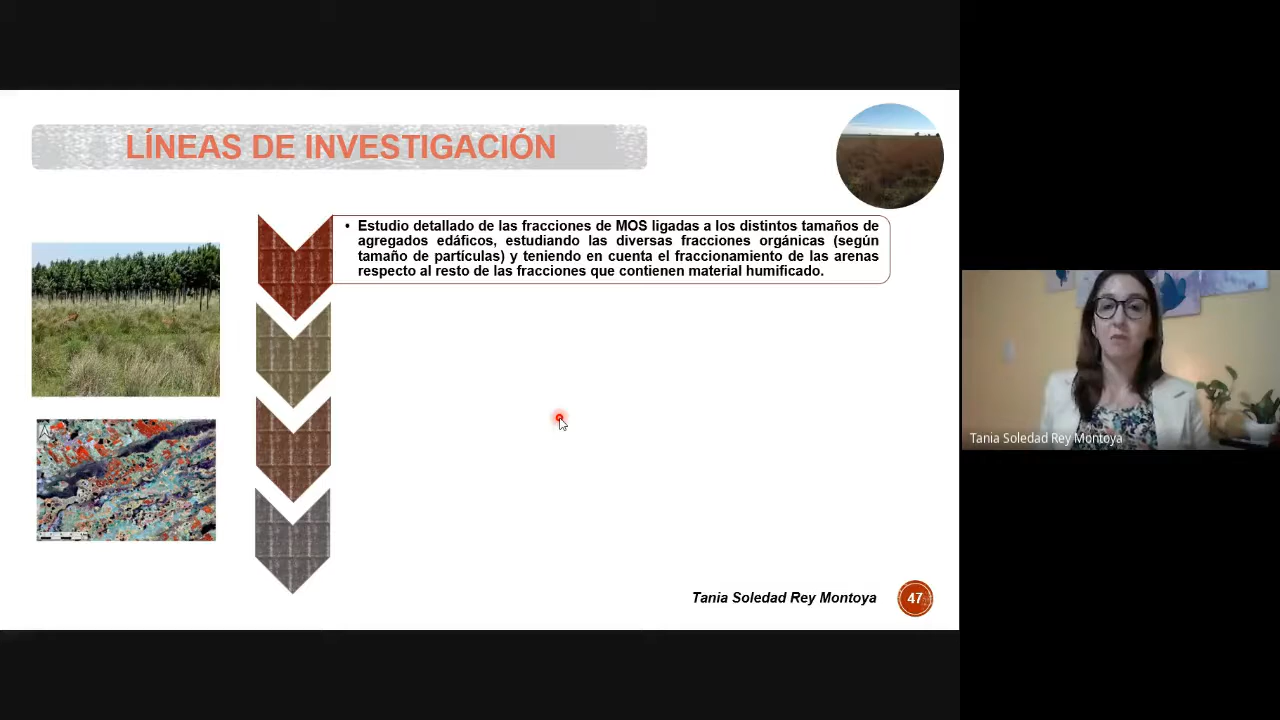 LÍNEAS DE INVESTIGACIÓN
• Estudio detallado de las fracciones de MOS ligadas a los distintos tamaños de
agregados edáficos, estudiando las diversas fracciones orgánicas (según
tamaño de partículas) y teniendo en cuenta el fraccionamiento de las arenas
respecto al resto de las fracciones que contienen material humificado.
Tania Soledad Rey Montoya
47
Tania Soledad Rey Montoya